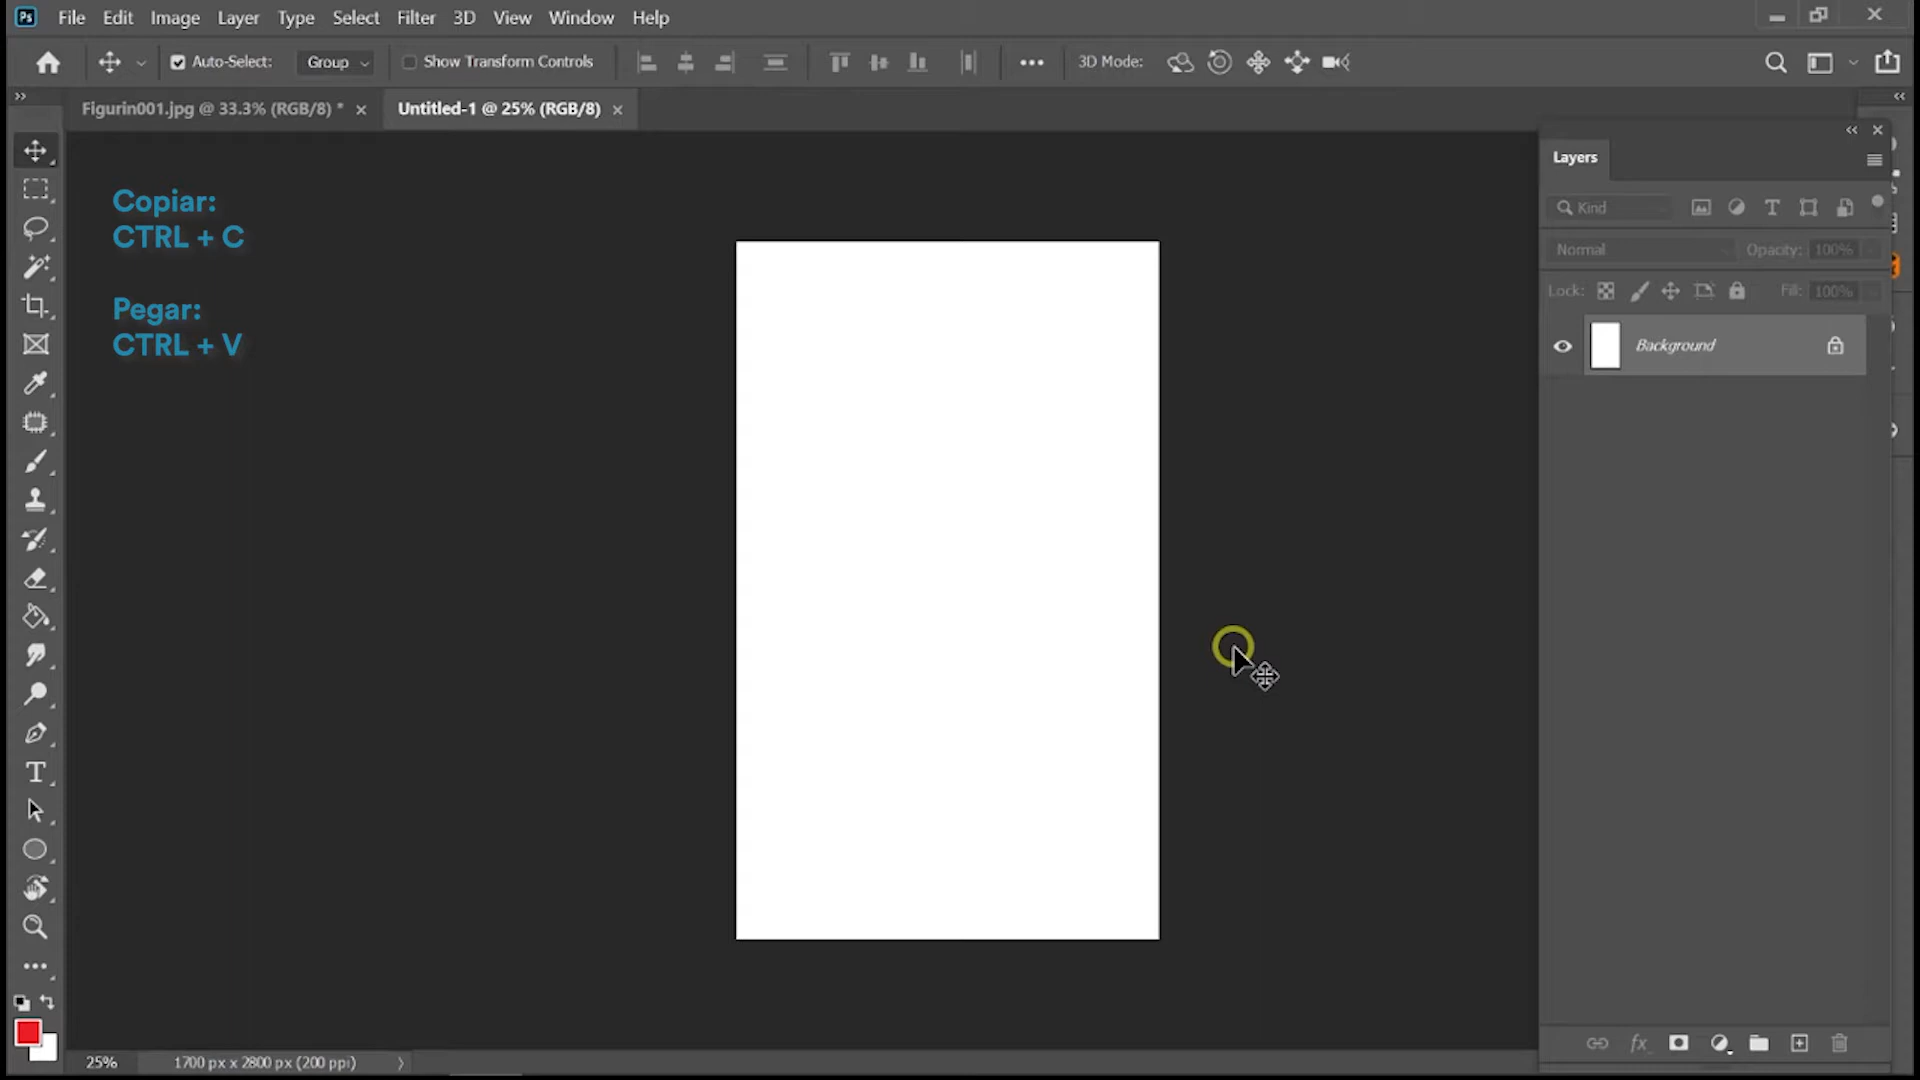 Ps File Edit Image Layer Type Select Filter 3D View Window Help
Auto-Select: Group Show Transform Controls 3D Mode:
Figurin001.jpg @ 33.3% (RGB/8) * Untitled-1 @ 25% (RGB/8)
Layers
Copiar:
CTRL + C
Pegar:
CTRL + V
Kind
Normal Opacity: 100%
Lock: Fill: 100%
Background
fx
25% 1700 px x 2800 px (200 ppi)